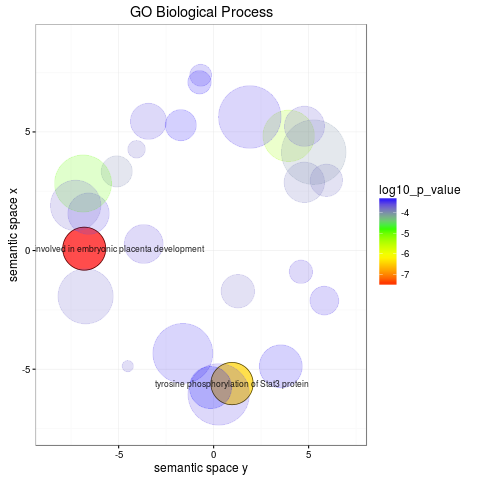 GO Biological Process
semantic space x
5
0
-5
involved in embryonic placenta development
tyrosine phosphorylation of Stat3 protein
-5
0
5
semantic space y
log10_p_value
-4
-5
-6
-7